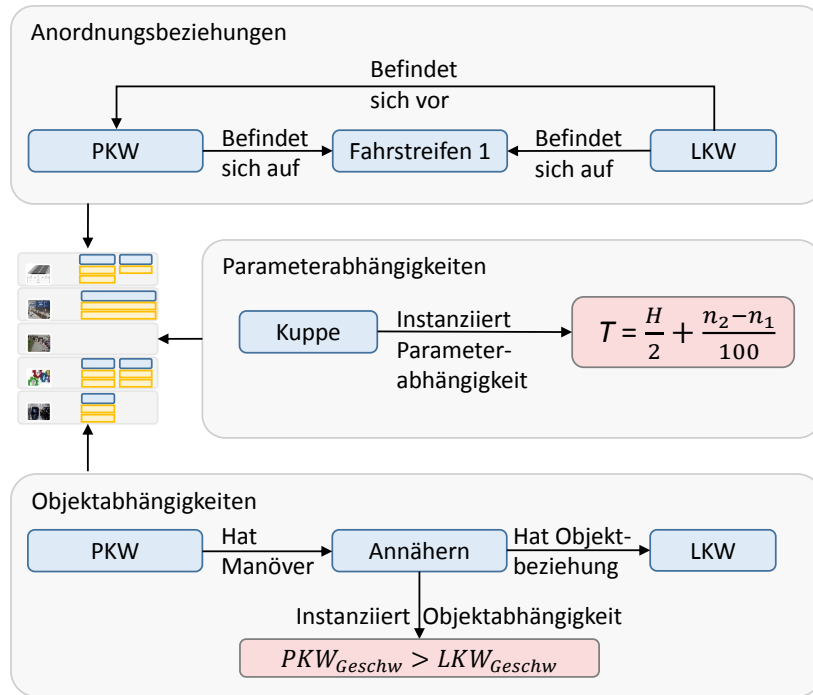 Anordnungsbeziehungen
Befindet
sich vor
PKW
Befindet
sich auf
Fahrstreifen 1
Befindet
sich auf
LKW
Parameterabhängigkeiten
Kuppe
Instanziiert
Parameter-
abhängigkeit
T = H/2 + (n₂−n₁)/100
Objektabhängigkeiten
PKW
Hat
Manöver
Annähern
Hat Objekt-
beziehung
LKW
Instanziiert Objektabhängigkeit
PKW_Geschw > LKW_Geschw